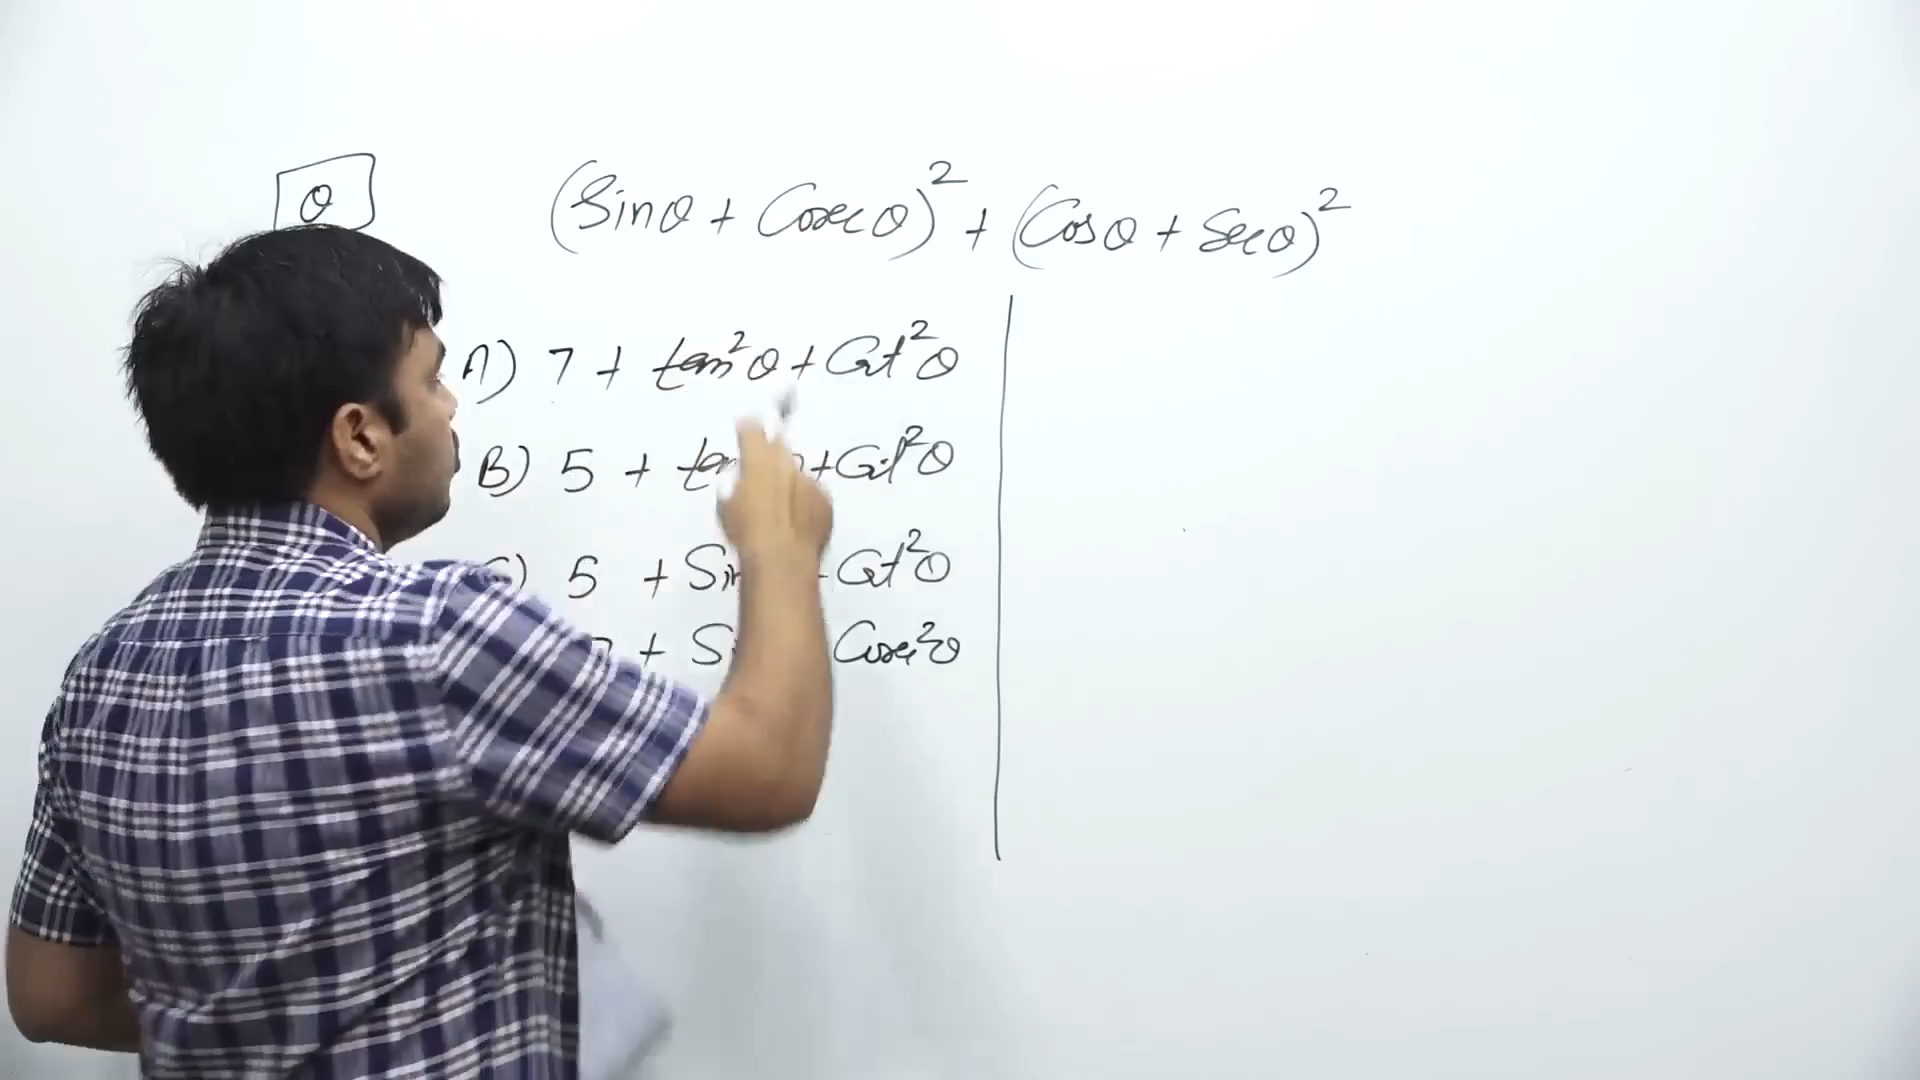 θ
(Sinθ + Cosecθ)² + (Cosθ + Secθ)²
A) 7 + tan²θ + Cot²θ
B) 5 + tan + Cot²θ
5 + Sin Cot²θ
+ Cosec²θ